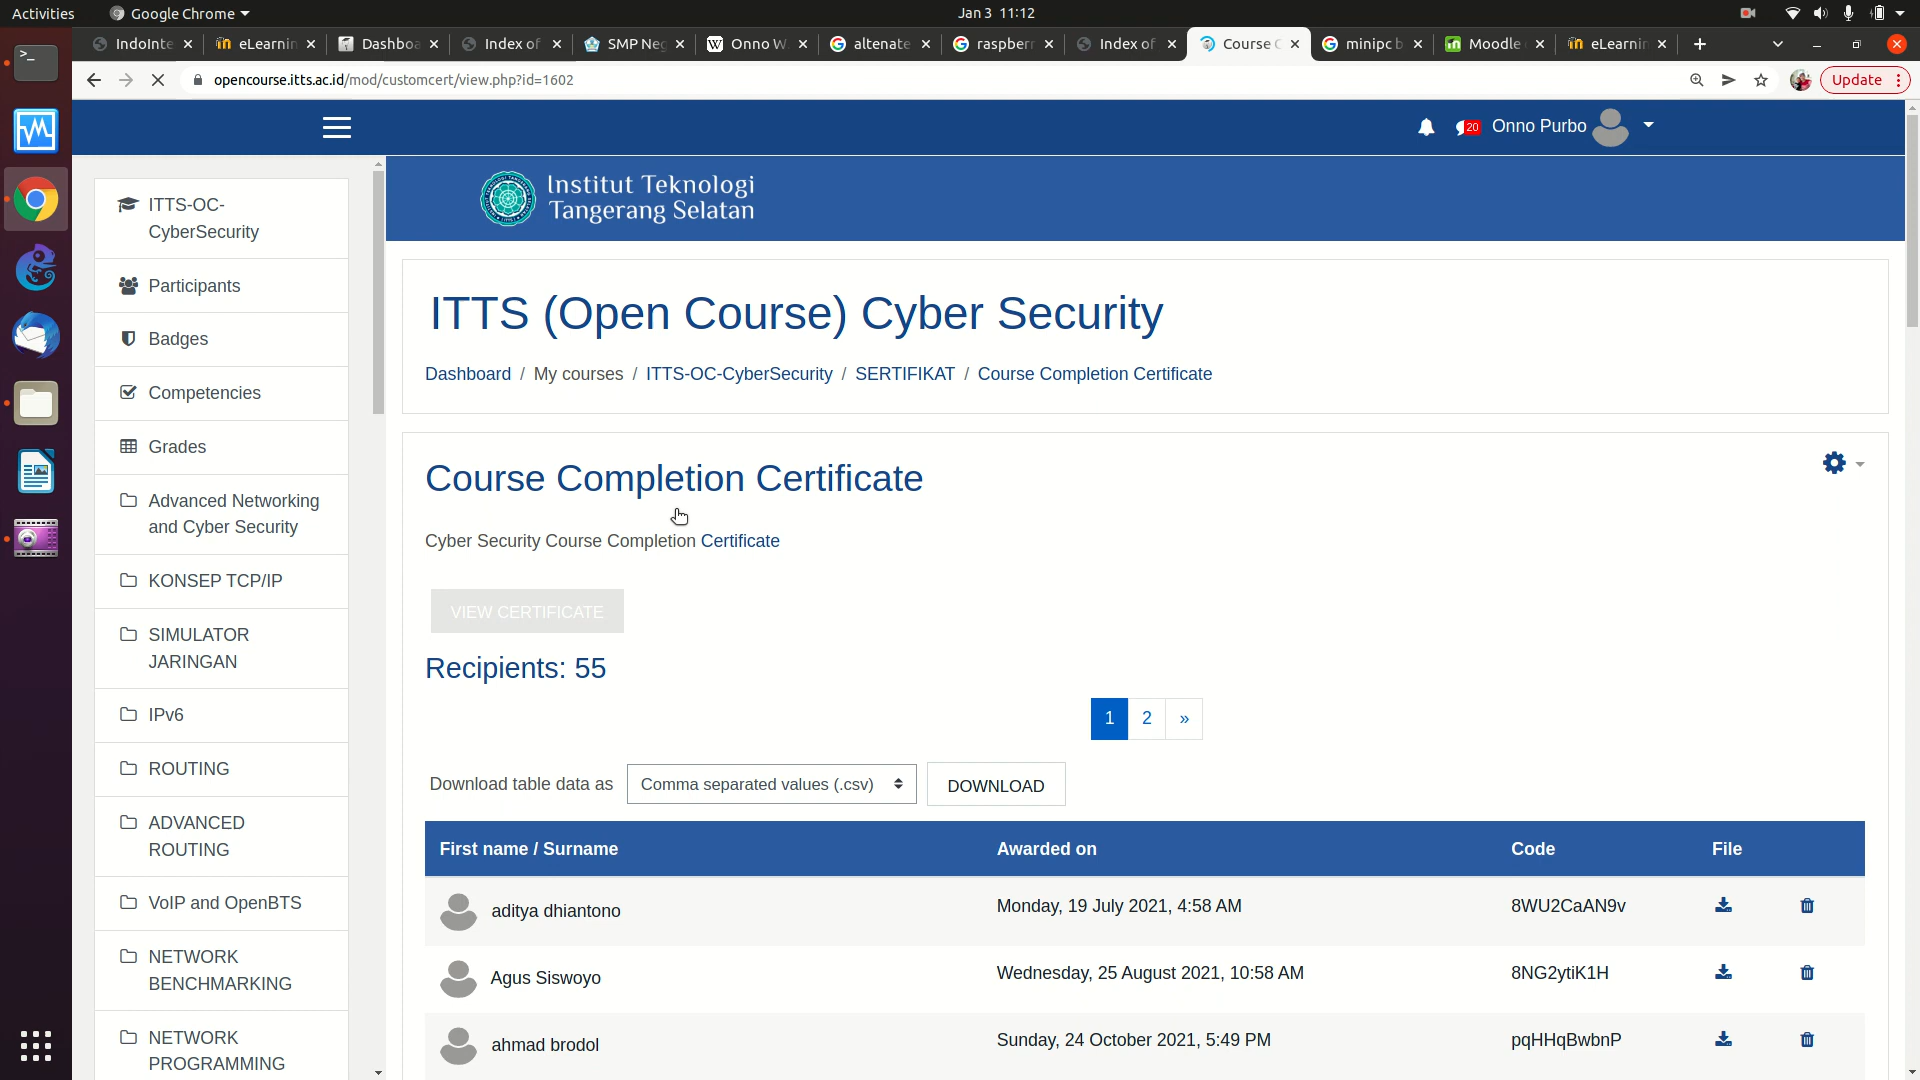 Activities
Google Chrome
Jan 3 11:12
IndoInte
eLearnin
Dashboa
Index of
SMP Neg
Onno W
altenate
raspberr
Index of
Course C
minipc b
Moodle
eLearnin
opencourse.itts.ac.id/mod/customcert/view.php?id=1602
Update
20
Onno Purbo
Institut Teknologi
Tangerang Selatan
ITTS-OC-
CyberSecurity
Participants
Badges
Competencies
Grades
Advanced Networking
and Cyber Security
KONSEP TCP/IP
SIMULATOR
JARINGAN
IPv6
ROUTING
ADVANCED
ROUTING
VoIP and OpenBTS
NETWORK
BENCHMARKING
NETWORK
PROGRAMMING
ITTS (Open Course) Cyber Security
Dashboard / My courses / ITTS-OC-CyberSecurity / SERTIFIKAT / Course Completion Certificate
Course Completion Certificate
Cyber Security Course Completion Certificate
VIEW CERTIFICATE
Recipients: 55
1 2 »
Download table data as Comma separated values (.csv) DOWNLOAD
First name / Surname Awarded on Code File
aditya dhiantono Monday, 19 July 2021, 4:58 AM 8WU2CaAN9v
Agus Siswoyo Wednesday, 25 August 2021, 10:58 AM 8NG2ytiK1H
ahmad brodol Sunday, 24 October 2021, 5:49 PM pqHHqBwbnP